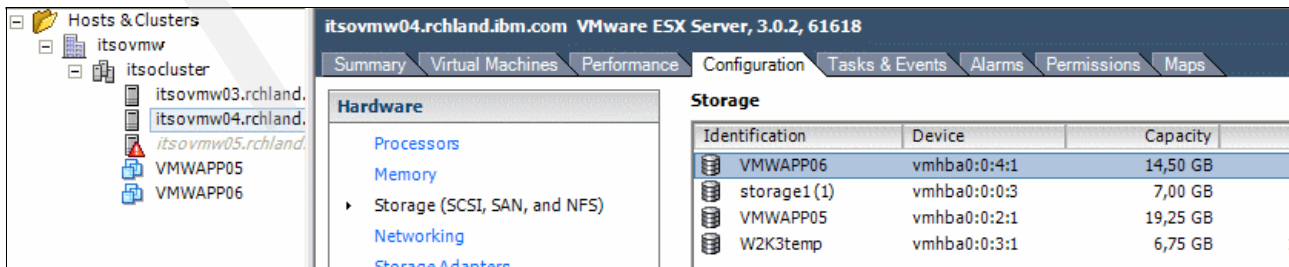 Hosts & Clusters
itsovmw
itsocluster
itsovmw03.rchland.
itsovmw04.rchland.
itsovmw05.rchland.
VMWAPP05
VMWAPP06
itsovmw04.rchland.ibm.com VMware ESX Server, 3.0.2, 61618
Summary Virtual Machines Performance Configuration Tasks & Events Alarms Permissions Maps
Hardware
Processors
Memory
Storage (SCSI, SAN, and NFS)
Networking
Storage Adapters
Storage
Identification Device Capacity
VMWAPP06 vmhba0:0:4:1 14,50 GB
storage1 (1) vmhba0:0:0:3 7,00 GB
VMWAPP05 vmhba0:0:2:1 19,25 GB
W2K3temp vmhba0:0:3:1 6,75 GB